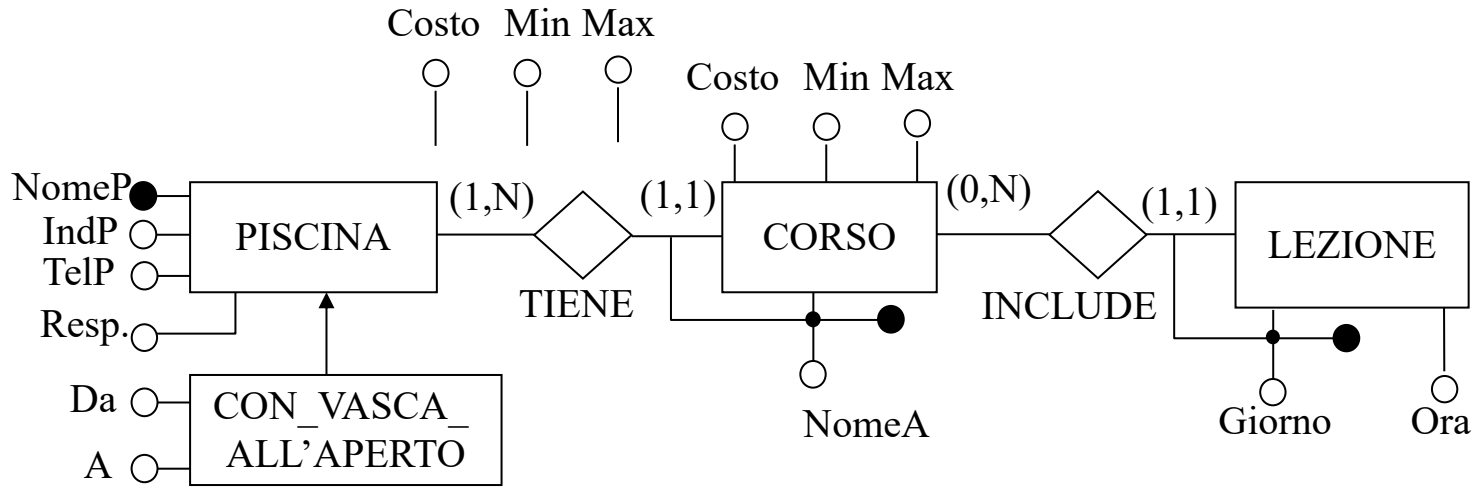 Costo Min Max
Costo Min Max
NomeP
IndP
TelP
Resp.
Da
A
PISCINA
(1,N)
(1,1)
TIENE
CORSO
(0,N)
(1,1)
INCLUDE
LEZIONE
CON_VASCA_
ALL’APERTO
NomeA
Giorno
Ora